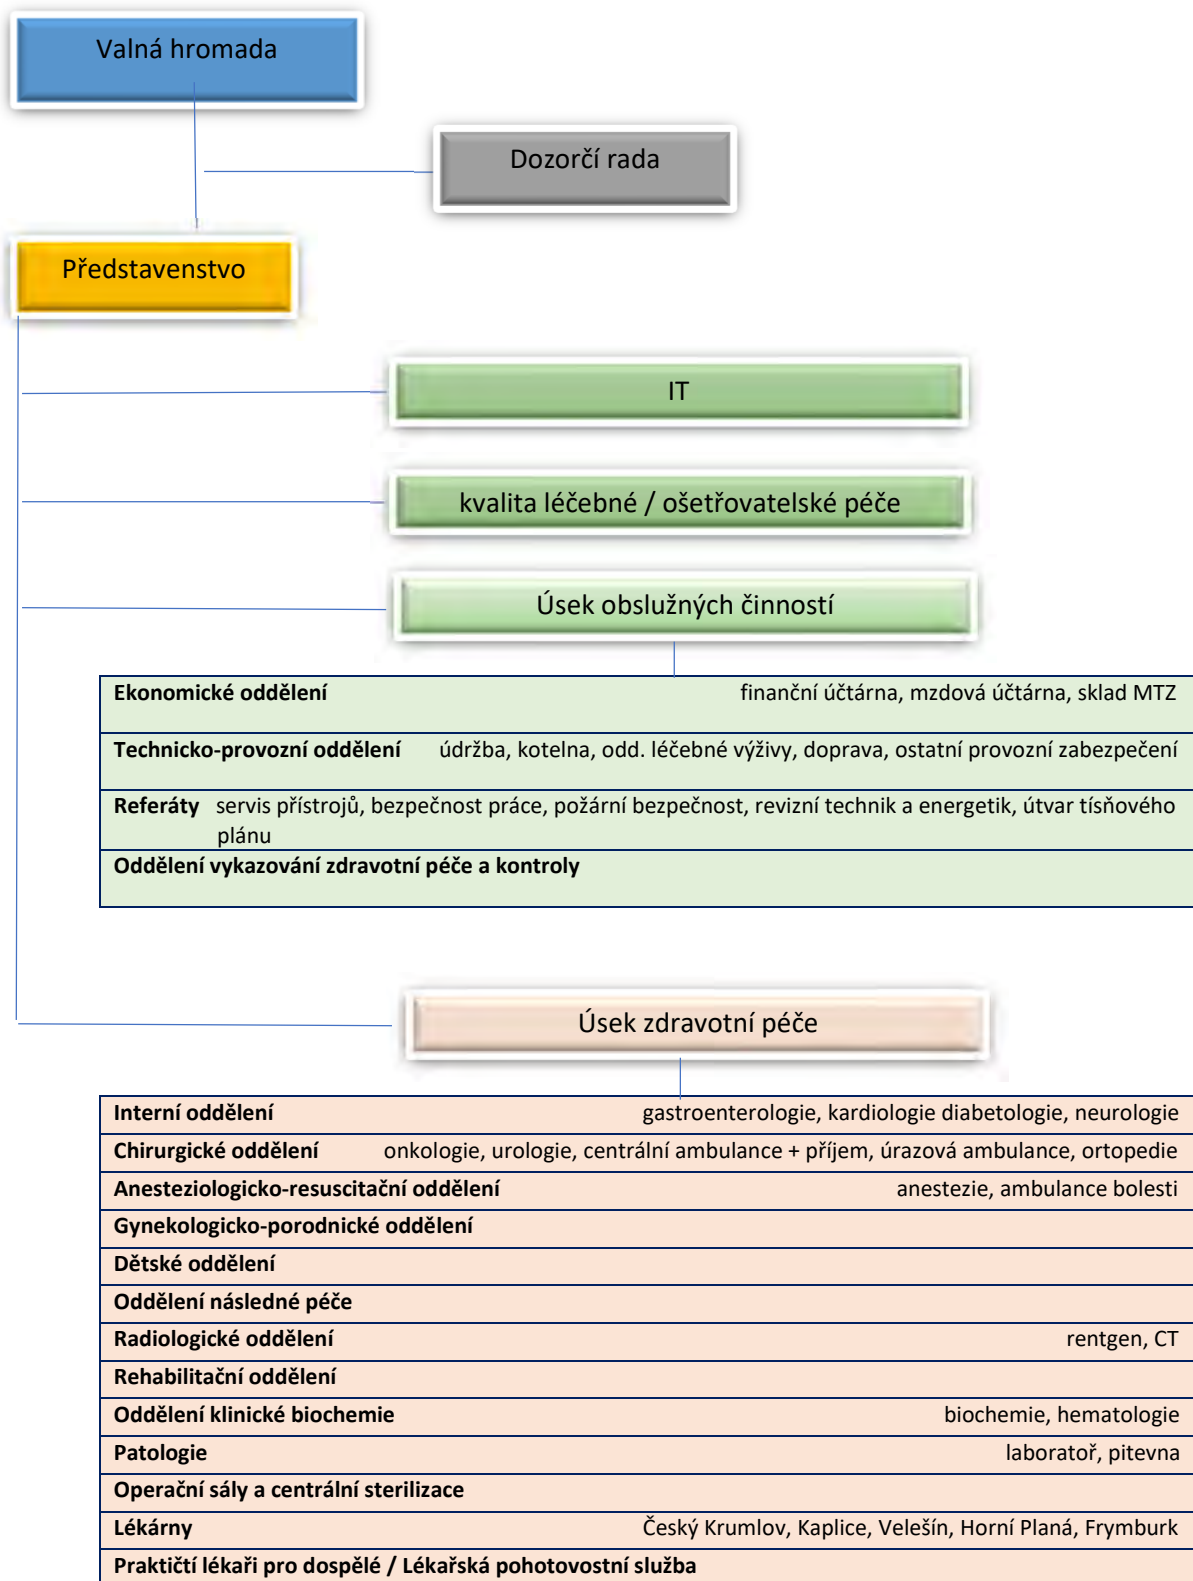 Valná hromada
Dozorčí rada
Představenstvo
IT
kvalita léčebné / ošetřovatelské péče
Úsek obslužných činností
Ekonomické oddělení finanční účtárna, mzdová účtárna, sklad MTZ
Technicko-provozní oddělení údržba, kotelna, odd. léčebné výživy, doprava, ostatní provozní zabezpečení
Referáty servis přístrojů, bezpečnost práce, požární bezpečnost, revizní technik a energetik, útvar tísňového
plánu
Oddělení vykazování zdravotní péče a kontroly
Úsek zdravotní péče
Interní oddělení gastroenterologie, kardiologie diabetologie, neurologie
Chirurgické oddělení onkologie, urologie, centrální ambulance + příjem, úrazová ambulance, ortopedie
Anesteziologicko-resuscitační oddělení anestezie, ambulance bolesti
Gynekologicko-porodnické oddělení
Dětské oddělení
Oddělení následné péče
Radiologické oddělení rentgen, CT
Rehabilitační oddělení
Oddělení klinické biochemie biochemie, hematologie
Patologie laboratoř, pitevna
Operační sály a centrální sterilizace
Lékárny Český Krumlov, Kaplice, Velešín, Horní Planá, Frymburk
Praktičtí lékaři pro dospělé / Lékařská pohotovostní služba